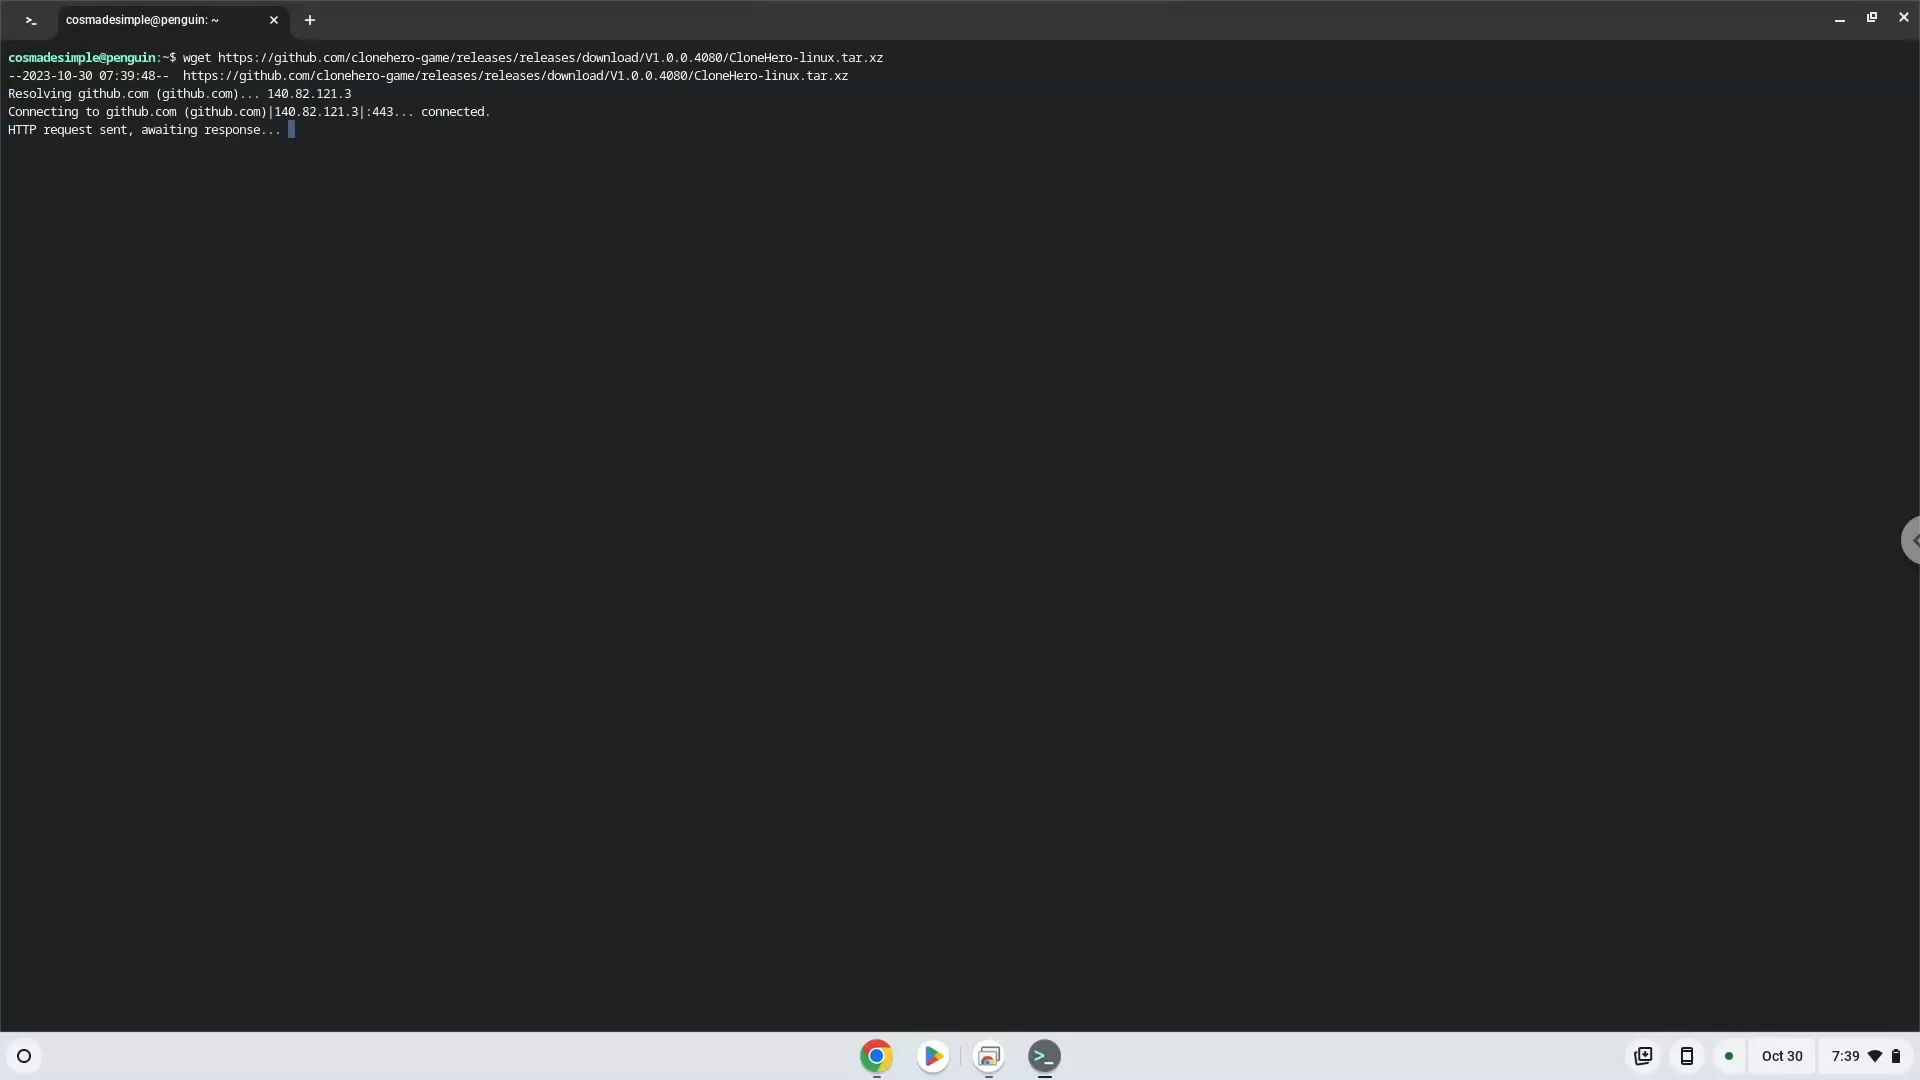 cosmadesimple@penguin: ~
cosmadesimple@penguin:~$ wget https://github.com/clonehero-game/releases/releases/download/V1.0.0.4080/CloneHero-linux.tar.xz
--2023-10-30 07:39:48--  https://github.com/clonehero-game/releases/releases/download/V1.0.0.4080/CloneHero-linux.tar.xz
Resolving github.com (github.com)... 140.82.121.3
Connecting to github.com (github.com)|140.82.121.3|:443... connected.
HTTP request sent, awaiting response...
Oct 30 7:39